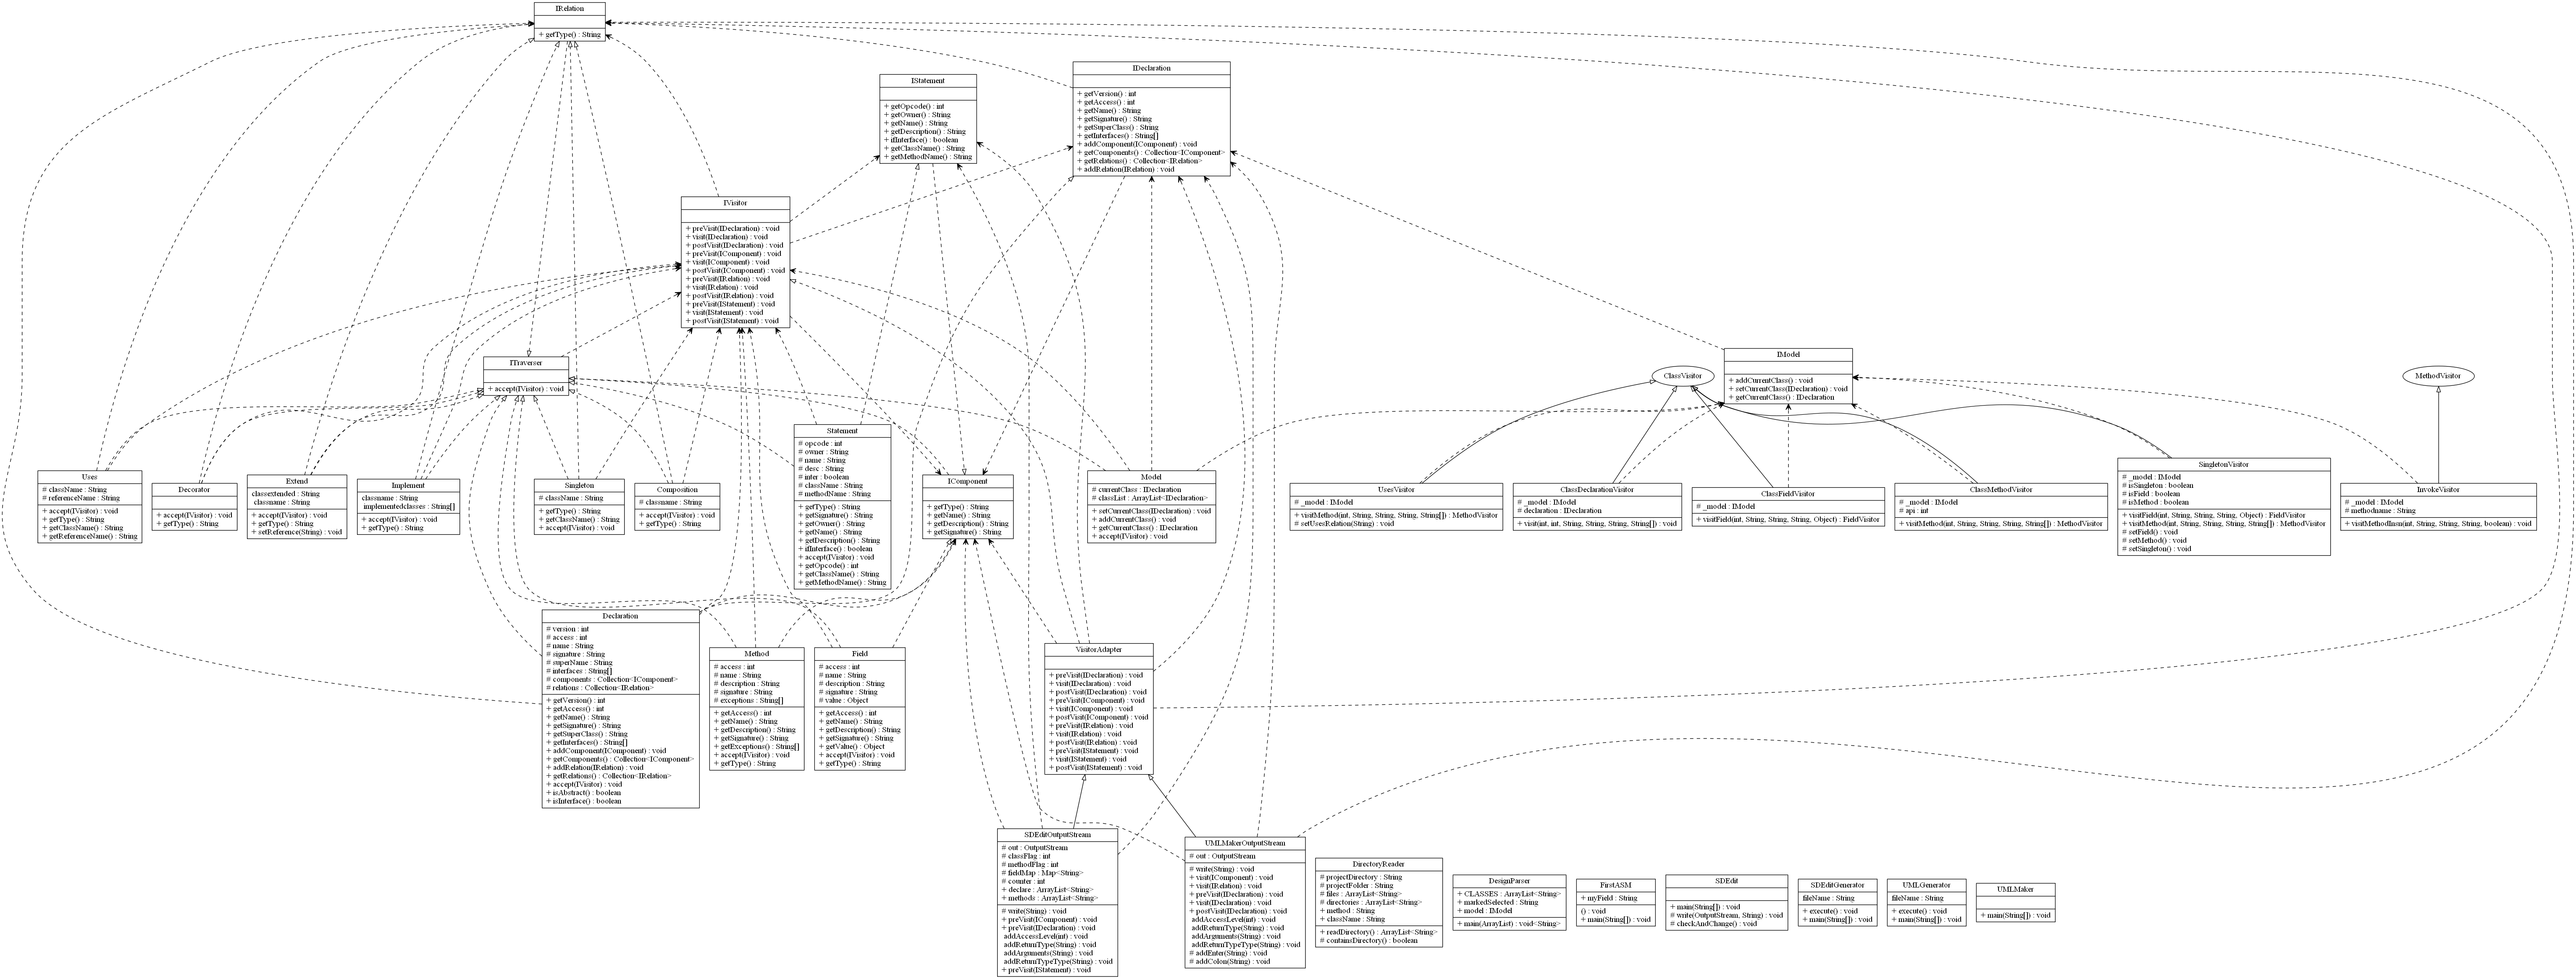 IRelation
+ getType() : String
IStatement
+ getOpcode() : int
+ getOwner() : String
+ getName() : String
+ getDescription() : String
+ ifInterface() : boolean
+ getClassName() : String
+ getMethodName() : String
IDeclaration
+ getVersion() : int
+ getAccess() : int
+ getName() : String
+ getSignature() : String
+ getSuperClass() : String
+ getInterfaces() : String[]
+ addComponent(IComponent) : void
+ getComponents() : Collection<IComponent>
+ getRelations() : Collection<IRelation>
+ addRelation(IRelation) : void
IVisitor
+ preVisit(IDeclaration) : void
+ visit(IDeclaration) : void
+ postVisit(IDeclaration) : void
+ preVisit(IComponent) : void
+ visit(IComponent) : void
+ postVisit(IComponent) : void
+ preVisit(IRelation) : void
+ visit(IRelation) : void
+ postVisit(IRelation) : void
+ preVisit(IStatement) : void
+ visit(IStatement) : void
+ postVisit(IStatement) : void
ITraverser
+ accept(IVisitor) : void
ClassVisitor
IModel
+ addCurrentClass() : void
+ setCurrentClass(IDeclaration) : void
+ getCurrentClass() : IDeclaration
MethodVisitor
Uses
# className : String
# referenceName : String
+ accept(IVisitor) : void
+ getType() : String
+ getClassName() : String
+ getReferenceName() : String
Decorator
+ accept(IVisitor) : void
+ getType() : String
Extend
classextended : String
classname : String
+ accept(IVisitor) : void
+ getType() : String
+ setReference(String) : void
Implement
classname : String
implementedclasses : String[]
+ accept(IVisitor) : void
+ getType() : String
Singleton
# className : String
+ getType() : String
+ getClassName() : String
+ accept(IVisitor) : void
Composition
# classname : String
+ accept(IVisitor) : void
+ getType() : String
Statement
# opcode : int
# owner : String
# name : String
# desc : String
# inter : boolean
# className : String
# methodName : String
+ getType() : String
+ getSignature() : String
+ getOwner() : String
+ getName() : String
+ getDescription() : String
+ ifInterface() : boolean
+ accept(IVisitor) : void
+ getOpcode() : int
+ getClassName() : String
+ getMethodName() : String
IComponent
+ getType() : String
+ getName() : String
+ getDescription() : String
+ getSignature() : String
Model
# currentClass : IDeclaration
# classList : ArrayList<IDeclaration>
+ setCurrentClass(IDeclaration) : void
+ addCurrentClass() : void
+ getCurrentClass() : IDeclaration
+ accept(IVisitor) : void
UsesVisitor
# _model : IModel
+ visitMethod(int, String, String, String, String[]) : MethodVisitor
# setUsesRelation(String) : void
ClassDeclarationVisitor
# _model : IModel
# declaration : IDeclaration
+ visit(int, int, String, String, String, String[]) : void
ClassFieldVisitor
# _model : IModel
+ visitField(int, String, String, String, Object) : FieldVisitor
ClassMethodVisitor
# _model : IModel
# api : int
+ visitMethod(int, String, String, String, String[]) : MethodVisitor
SingletonVisitor
# _model : IModel
# isSingleton : boolean
# isField : boolean
# isMethod : boolean
+ visitField(int, String, String, String, Object) : FieldVisitor
+ visitMethod(int, String, String, String, String[]) : MethodVisitor
# setField() : void
# setMethod() : void
# setSingleton() : void
InvokeVisitor
# _model : IModel
# methodname : String
+ visitMethodInsn(int, String, String, String, boolean) : void
Declaration
# version : int
# access : int
# name : String
# signature : String
# superName : String
# interfaces : String[]
# components : Collection<IComponent>
# relations : Collection<IRelation>
+ getVersion() : int
+ getAccess() : int
+ getName() : String
+ getSignature() : String
+ getSuperClass() : String
+ getInterfaces() : String[]
+ addComponent(IComponent) : void
+ getComponents() : Collection<IComponent>
+ addRelation(IRelation) : void
+ getRelations() : Collection<IRelation>
+ accept(IVisitor) : void
+ isAbstract() : boolean
+ isInterface() : boolean
Method
# access : int
# name : String
# description : String
# signature : String
# exceptions : String[]
+ getAccess() : int
+ getName() : String
+ getDescription() : String
+ getSignature() : String
+ getExceptions() : String[]
+ accept(IVisitor) : void
+ getType() : String
Field
# access : int
# name : String
# description : String
# signature : String
# value : Object
+ getAccess() : int
+ getName() : String
+ getDescription() : String
+ getSignature() : String
+ getValue() : Object
+ accept(IVisitor) : void
+ getType() : String
VisitorAdapter
+ preVisit(IDeclaration) : void
+ visit(IDeclaration) : void
+ postVisit(IDeclaration) : void
+ preVisit(IComponent) : void
+ visit(IComponent) : void
+ postVisit(IComponent) : void
+ preVisit(IRelation) : void
+ visit(IRelation) : void
+ postVisit(IRelation) : void
+ preVisit(IStatement) : void
+ visit(IStatement) : void
+ postVisit(IStatement) : void
SDEditOutputStream
# out : OutputStream
# classFlag : int
# methodFlag : int
# fieldMap : Map<String>
# counter : int
+ declare : ArrayList<String>
+ methods : ArrayList<String>
# write(String) : void
+ preVisit(IComponent) : void
+ preVisit(IDeclaration) : void
addAccessLevel(int) : void
addReturnType(String) : void
addArguments(String) : void
addReturnTypeType(String) : void
+ preVisit(IStatement) : void
UMLMakerOutputStream
# out : OutputStream
# write(String) : void
+ visit(IComponent) : void
+ visit(IRelation) : void
+ preVisit(IDeclaration) : void
+ visit(IDeclaration) : void
+ postVisit(IDeclaration) : void
addAccessLevel(int) : void
addReturnType(String) : void
addArguments(String) : void
addReturnTypeType(String) : void
# addEnter(String) : void
# addColon(String) : void
DirectoryReader
# projectDirectory : String
# projectFolder : String
# files : ArrayList<String>
# directories : ArrayList<String>
+ method : String
+ className : String
+ readDirectory() : ArrayList<String>
# containsDirectory() : boolean
DesignParser
+ CLASSES : ArrayList<String>
+ markedSelected : String
+ model : IModel
+ main(ArrayList) : void<String>
FirstASM
+ myField : String
() : void
+ main(String[]) : void
SDEdit
+ main(String[]) : void
# write(OutputStream, String) : void
# checkAndChange() : void
SDEditGenerator
fileName : String
+ execute() : void
+ main(String[]) : void
UMLGenerator
fileName : String
+ execute() : void
+ main(String[]) : void
UMLMaker
+ main(String[]) : void